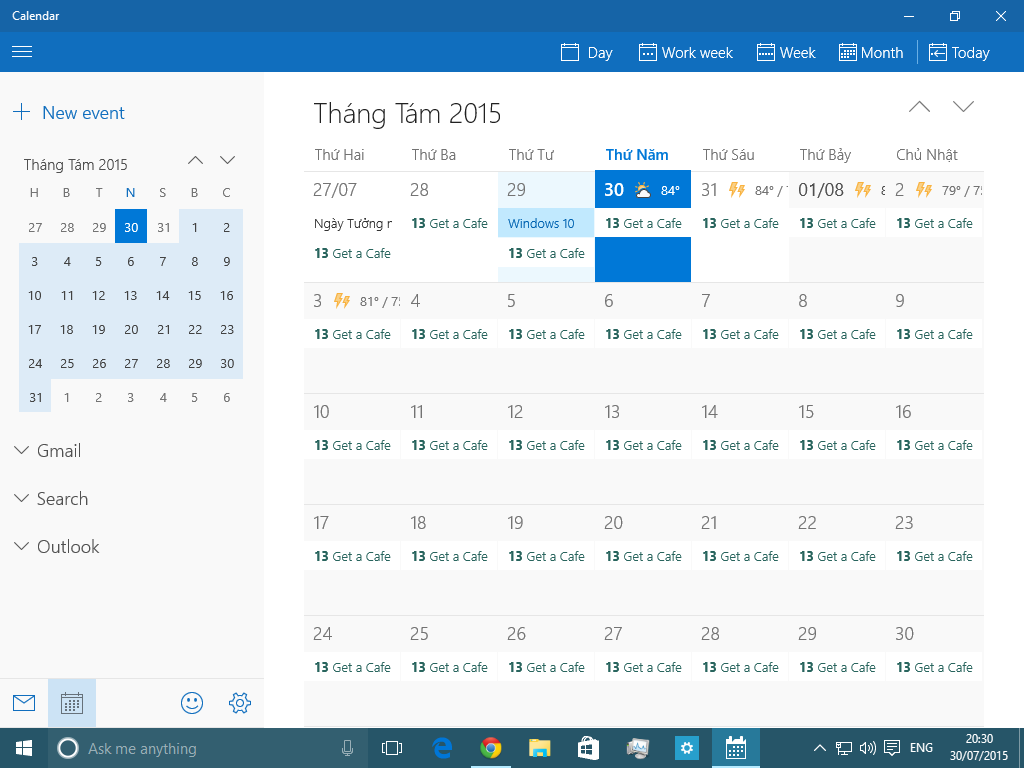 Calendar
Day Work week Week Month Today
New event
Tháng Tám 2015
H B T N S B C
27 28 29 30 31 1 2
3 4 5 6 7 8 9
10 11 12 13 14 15 16
17 18 19 20 21 22 23
24 25 26 27 28 29 30
31 1 2 3 4 5 6
Gmail
Search
Outlook
Tháng Tám 2015
Thứ Hai Thứ Ba Thứ Tư Thứ Năm Thứ Sáu Thứ Bảy Chủ Nhật
27/07 28 29 30 84° 31 84° / 01/08 2 79° /
Ngày Tưởng 13 Get a Cafe Windows 10 13 Get a Cafe 13 Get a Cafe 13 Get a Cafe 13 Get a Cafe
13 Get a Cafe 13 Get a Cafe
3 81° / 4 5 6 7 8 9
13 Get a Cafe 13 Get a Cafe 13 Get a Cafe 13 Get a Cafe 13 Get a Cafe 13 Get a Cafe 13 Get a Cafe
10 11 12 13 14 15 16
13 Get a Cafe 13 Get a Cafe 13 Get a Cafe 13 Get a Cafe 13 Get a Cafe 13 Get a Cafe 13 Get a Cafe
17 18 19 20 21 22 23
13 Get a Cafe 13 Get a Cafe 13 Get a Cafe 13 Get a Cafe 13 Get a Cafe 13 Get a Cafe 13 Get a Cafe
24 25 26 27 28 29 30
13 Get a Cafe 13 Get a Cafe 13 Get a Cafe 13 Get a Cafe 13 Get a Cafe 13 Get a Cafe 13 Get a Cafe
Ask me anything
ENG
20:30
30/07/2015